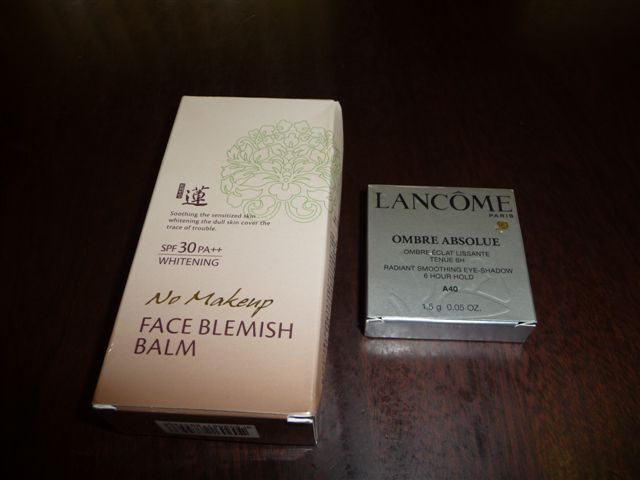 蓮
Soothing the sensitized skin
whitening the dull skin cover the
trace of trouble.
SPF 30 PA++
WHITENING
No Makeup
FACE BLEMISH
BALM
LANCÔME
PARIS
OMBRE ABSOLUE
OMBRE ÉCLAT LISSANTE
TENUE 6H
RADIANT SMOOTHING EYE-SHADOW
6 HOUR HOLD
A40
1.5 g 0.05 OZ.